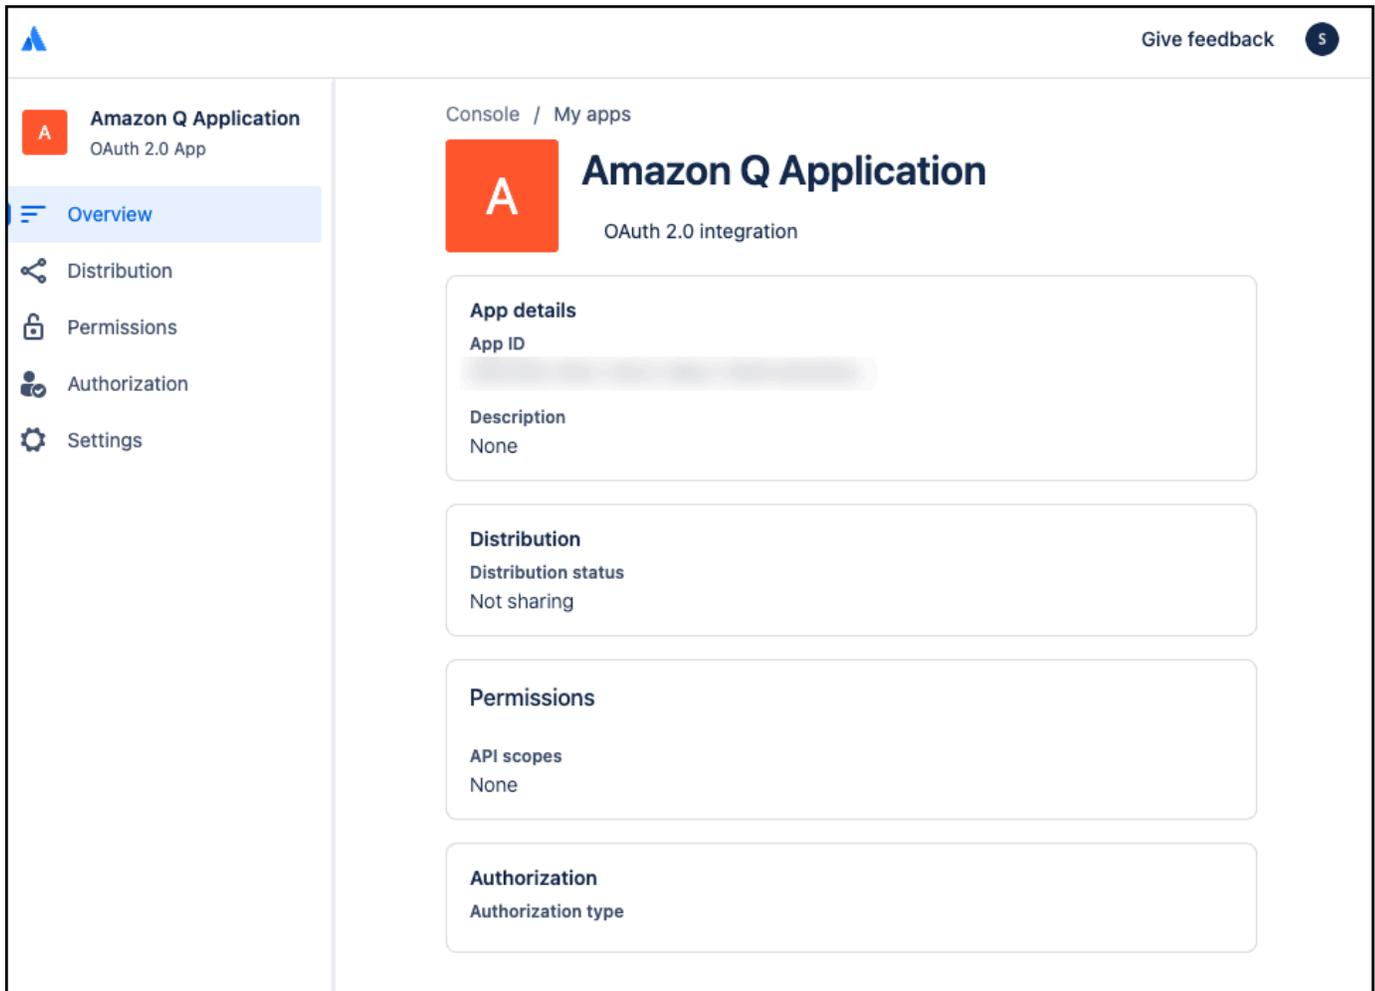 Give feedback
S
A
Amazon Q Application
OAuth 2.0 App
Overview
Distribution
Permissions
Authorization
Settings
Console / My apps
A
Amazon Q Application
OAuth 2.0 integration
App details
App ID
Description
None
Distribution
Distribution status
Not sharing
Permissions
API scopes
None
Authorization
Authorization type